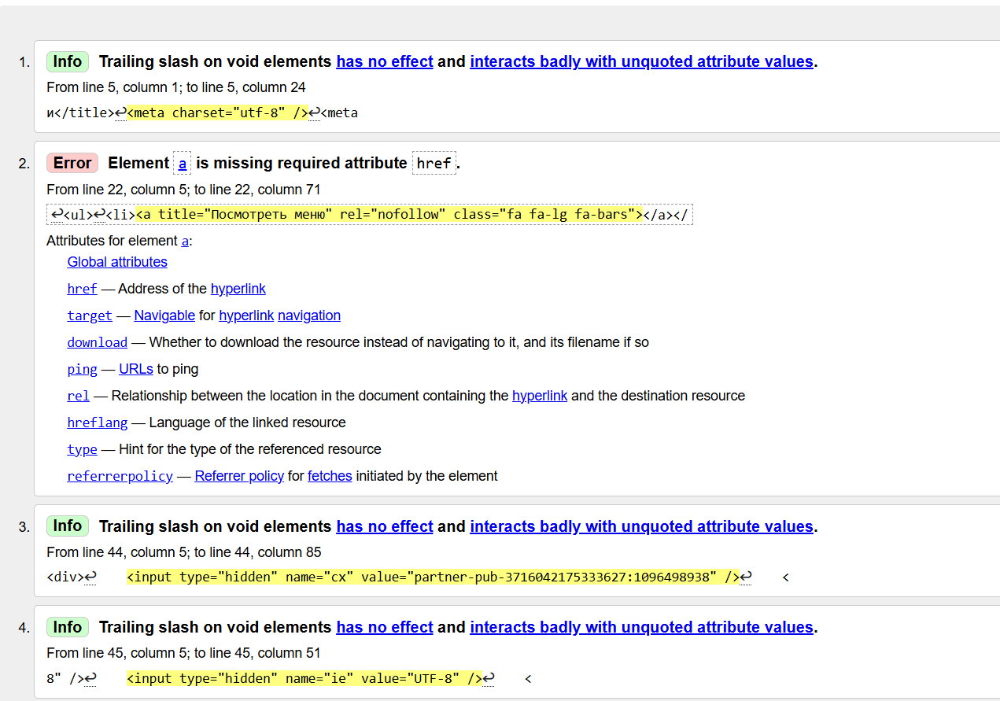 1. Info Trailing slash on void elements has no effect and interacts badly with unquoted attribute values.
From line 5, column 1; to line 5, column 24
и</title>↩<meta charset="utf-8" />↩<meta
2. Error Element a is missing required attribute href.
From line 22, column 5; to line 22, column 71
↩<ul>↩<li><a title="Посмотреть меню" rel="nofollow" class="fa fa-lg fa-bars"></a></
Attributes for element a:
Global attributes
href — Address of the hyperlink
target — Navigable for hyperlink navigation
download — Whether to download the resource instead of navigating to it, and its filename if so
ping — URLs to ping
rel — Relationship between the location in the document containing the hyperlink and the destination resource
hreflang — Language of the linked resource
type — Hint for the type of the referenced resource
referrerpolicy — Referrer policy for fetches initiated by the element
3. Info Trailing slash on void elements has no effect and interacts badly with unquoted attribute values.
From line 44, column 5; to line 44, column 85
<div>↩    <input type="hidden" name="cx" value="partner-pub-3716042175333627:1096498938" />↩    <
4. Info Trailing slash on void elements has no effect and interacts badly with unquoted attribute values.
From line 45, column 5; to line 45, column 51
8" />↩    <input type="hidden" name="ie" value="UTF-8" />↩    <